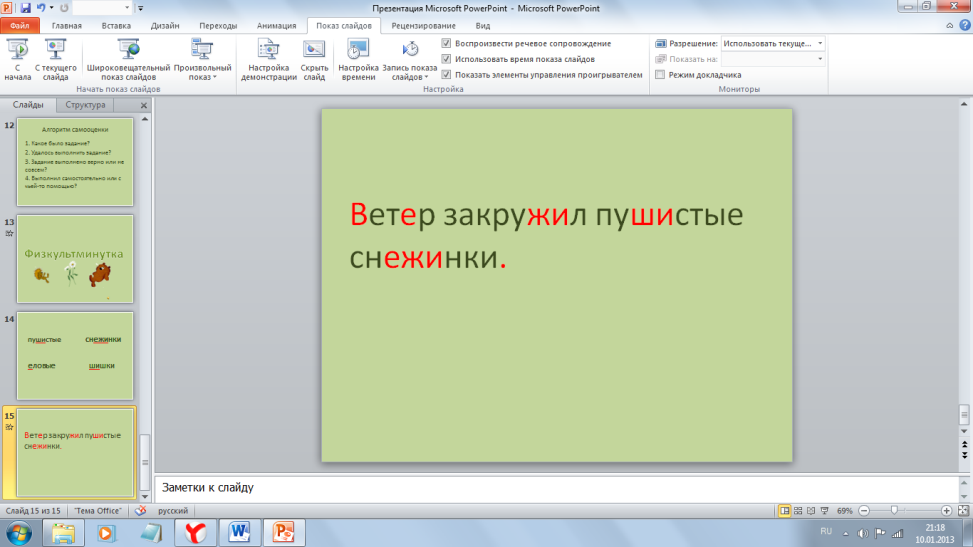 Презентация Microsoft PowerPoint - Microsoft PowerPoint
Файл Главная Вставка Дизайн Переходы Анимация Показ слайдов Рецензирование Вид
С начала
С текущего слайда
Широковещательный показ слайдов
Произвольный показ
Начать показ слайдов
Настройка демонстрации
Скрыть слайд
Настройка времени
Запись показа слайдов
Воспроизвести речевое сопровождение
Использовать время показа слайдов
Показать элементы управления проигрывателем
Настройка
Разрешение: Использовать текуще...
Показать на:
Режим докладчика
Мониторы
Слайды Структура
12
Алгоритм самооценки
1. Какое было задание?
2. Удалось выполнить задание?
3. Задание выполнено верно или не
совсем?
4. Выполнил самостоятельно или с
чьей-то помощью?
13
Физкультминутка
14
пушистые снежинки
еловые шишки
15
Ветер закружил пушистые
снежинки.
Ветер закружил пушистые
снежинки.
Заметки к слайду
Слайд 15 из 15 "Тема Office" русский 69%
RU 21:18
10.01.2013